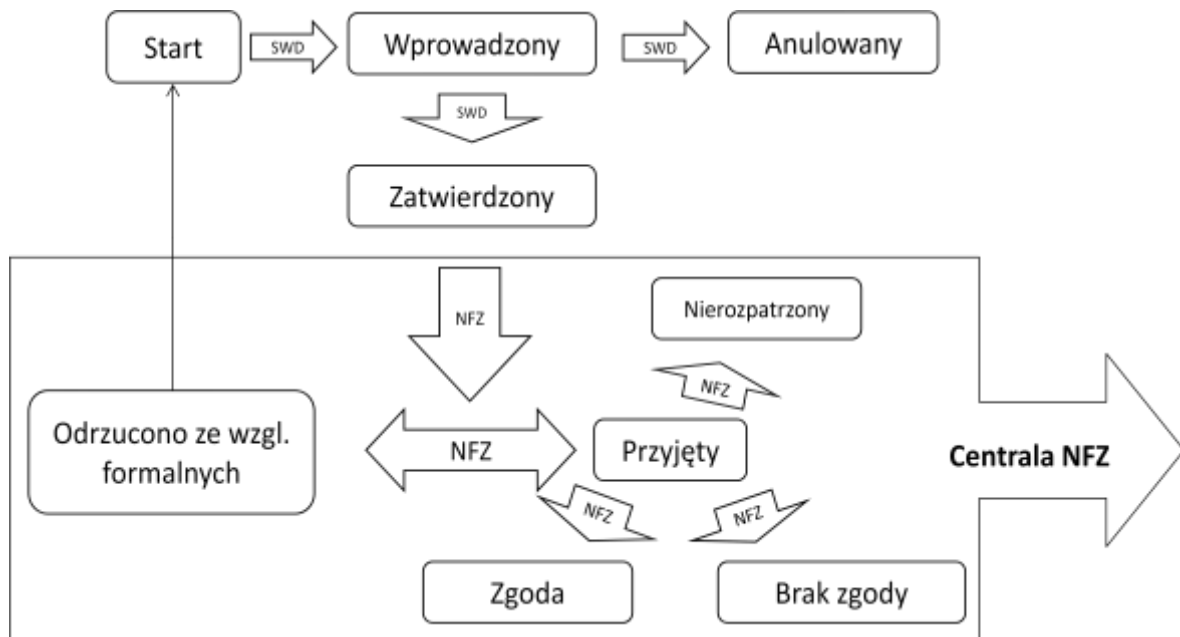 Start
SWD
Wprowadzony
SWD
Anulowany
SWD
Zatwierdzony
NFZ
Nierozpatrzony
NFZ
Odrzucono ze wzgl.
formalnych
NFZ
Przyjęty
Centrala NFZ
NFZ
NFZ
Zgoda
Brak zgody